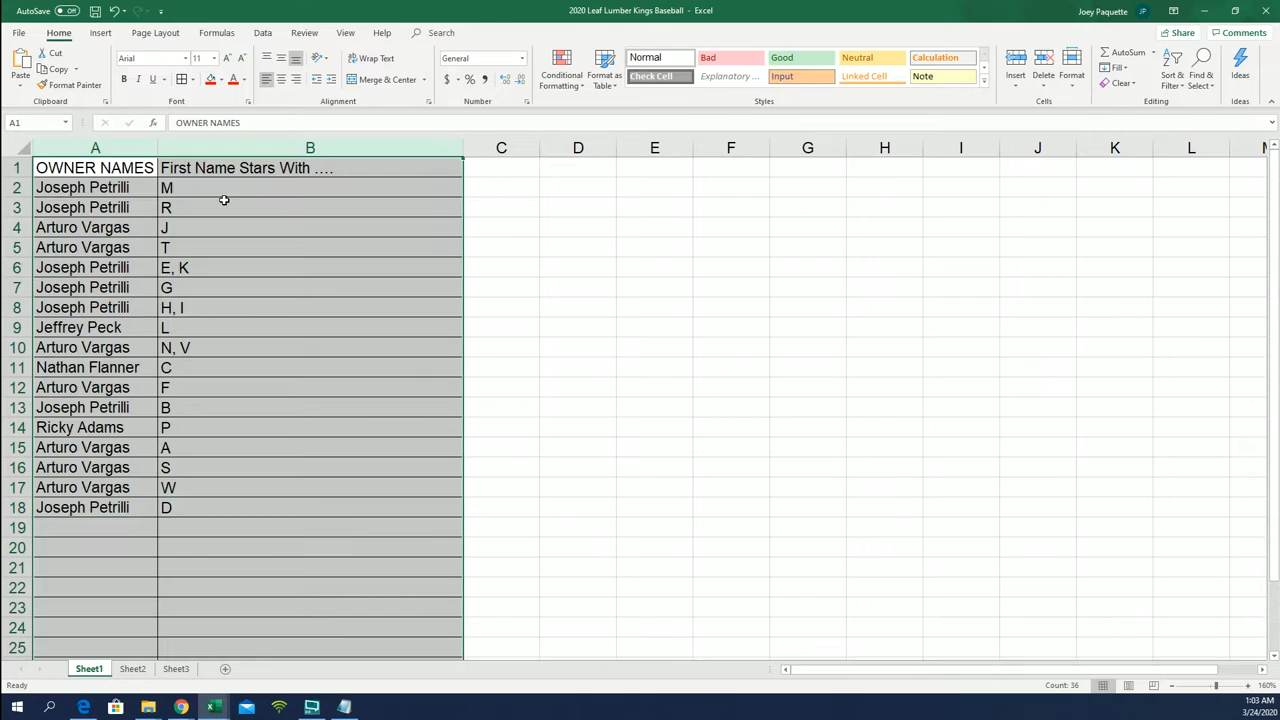 AutoSave Off 2020 Leaf Lumber Kings Baseball - Excel Joey Paquette JP
File Home Insert Page Layout Formulas Data Review View Help Search Share Comments
Paste Cut Copy Format Painter Clipboard
Arial 11 B I U A Font
Wrap Text Merge & Center Alignment
General $ % , Number
Conditional Formatting Format as Table Normal Bad Good Neutral Calculation
Check Cell Explanatory ... Input Linked Cell Note Styles
Insert Delete Format Cells
AutoSum Fill Clear Sort & Filter Find & Select Editing
Ideas Ideas
A1 fx OWNER NAMES
A B C D E F G H I J K L M
1 OWNER NAMES First Name Stars With ....
2 Joseph Petrilli M
3 Joseph Petrilli R
4 Arturo Vargas J
5 Arturo Vargas T
6 Joseph Petrilli E, K
7 Joseph Petrilli G
8 Joseph Petrilli H, I
9 Jeffrey Peck L
10 Arturo Vargas N, V
11 Nathan Flanner C
12 Arturo Vargas F
13 Joseph Petrilli B
14 Ricky Adams P
15 Arturo Vargas A
16 Arturo Vargas S
17 Arturo Vargas W
18 Joseph Petrilli D
19
20
21
22
23
24
25
Sheet1 Sheet2 Sheet3
Ready Count: 36 160%
1:03 AM
3/24/2020